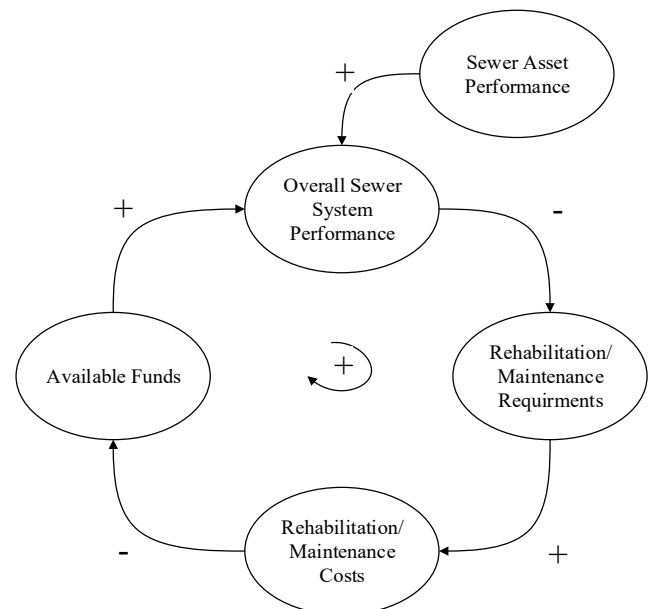 Sewer Asset
Performance
+
Overall Sewer
System
Performance
+
-
Available Funds
+
Rehabilitation/
Maintenance
Requirments
Rehabilitation/
Maintenance
Costs
-
+